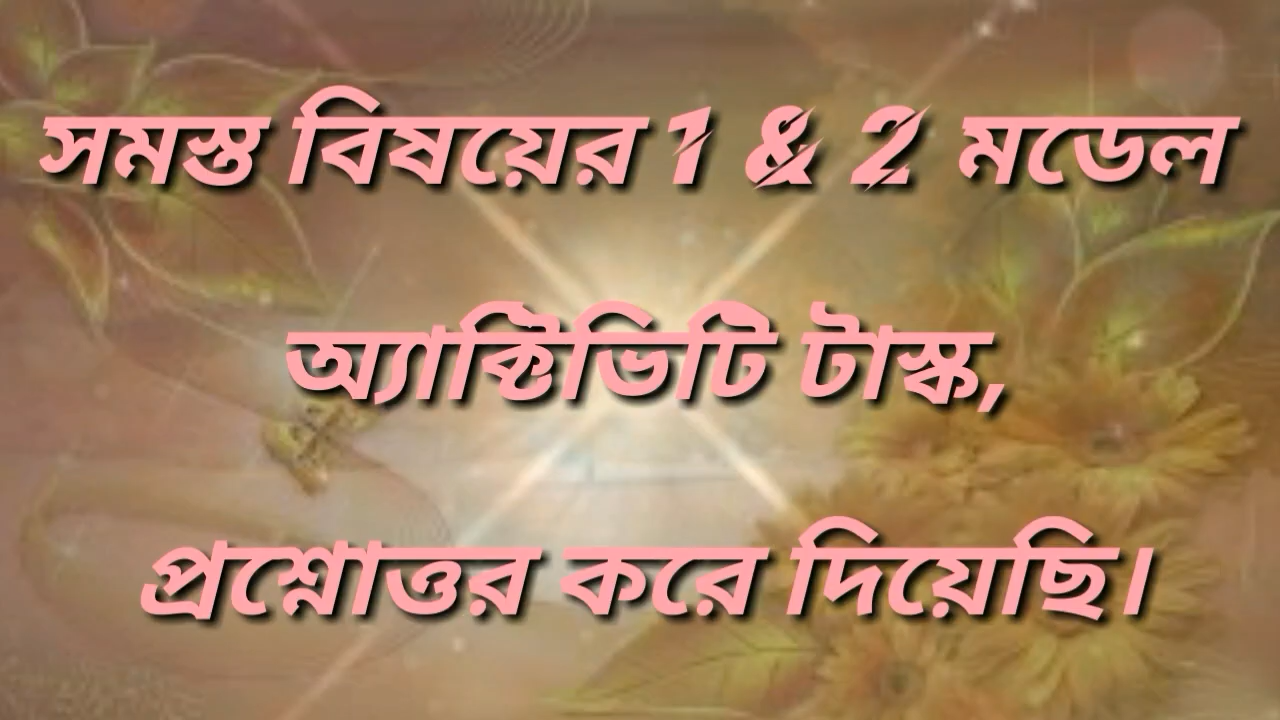 সমস্ত বিষয়ের 1 & 2 মডেল
অ্যাক্টিভিটি টাস্ক,
প্রশ্নোত্তর করে দিয়েছি।